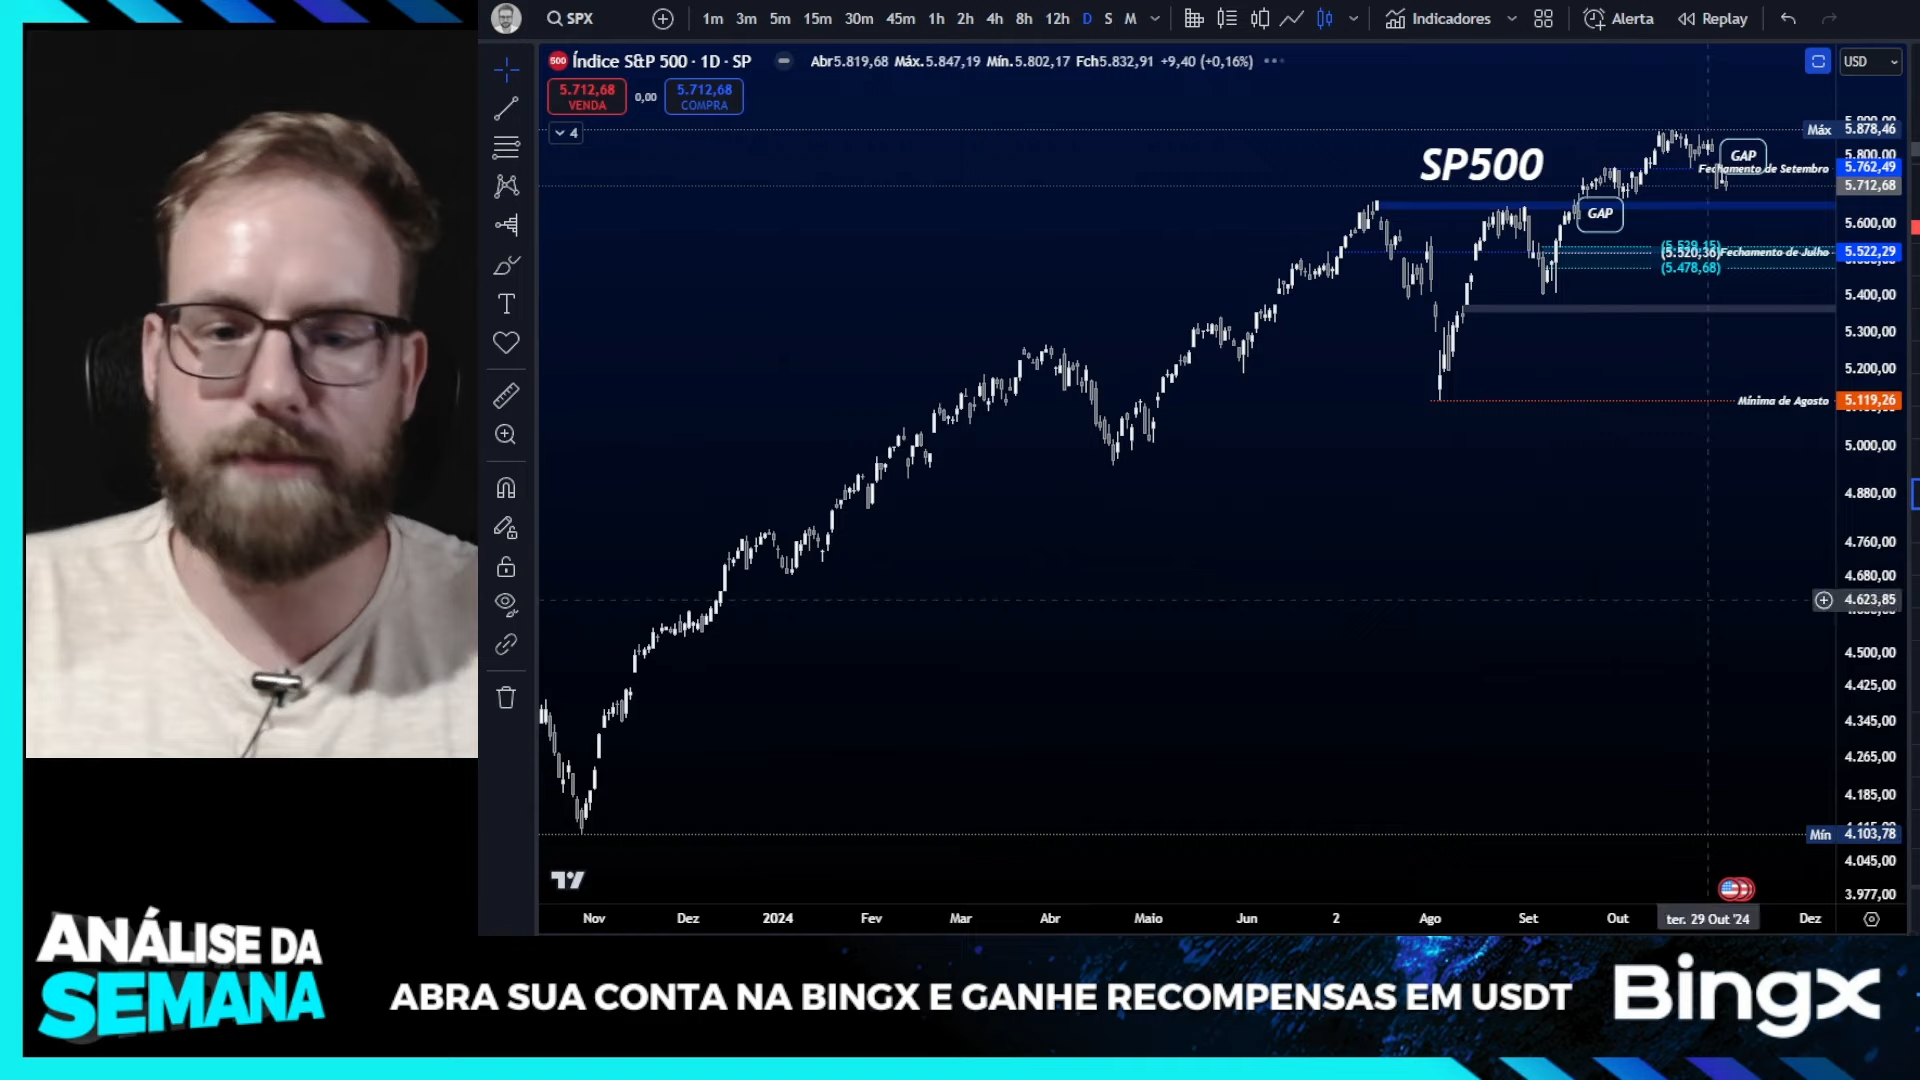 SPX
1m 3m 5m 15m 30m 45m 1h 2h 4h 8h 12h D S M
Indicadores
Alerta
Replay
500 Índice S&P 500 · 1D · SP
Abr5.819,68 Máx.5.847,19 Mín.5.802,17 Fch5.832,91 +9,40 (+0,16%)
USD
5.712,68
VENDA
0,00
5.712,68
COMPRA
4
SP500
GAP
GAP
Fechamento de Setembro
(5.539,15)
(5.520,36)
Fechamento de Julho
(5.478,68)
Mínima de Agosto
Máx 5.878,46
5.800,00
5.762,49
5.712,68
5.600,00
5.522,29
5.400,00
5.300,00
5.200,00
5.119,26
5.000,00
4.880,00
4.760,00
4.680,00
4.623,85
4.500,00
4.425,00
4.345,00
4.265,00
4.185,00
Mín 4.103,78
4.045,00
3.977,00
Nov Dez 2024 Fev Mar Abr Maio Jun 2 Ago Set Out ter. 29 Out '24 Dez
ANÁLISE DA
SEMANA
ABRA SUA CONTA NA BINGX E GANHE RECOMPENSAS EM USDT
BingX